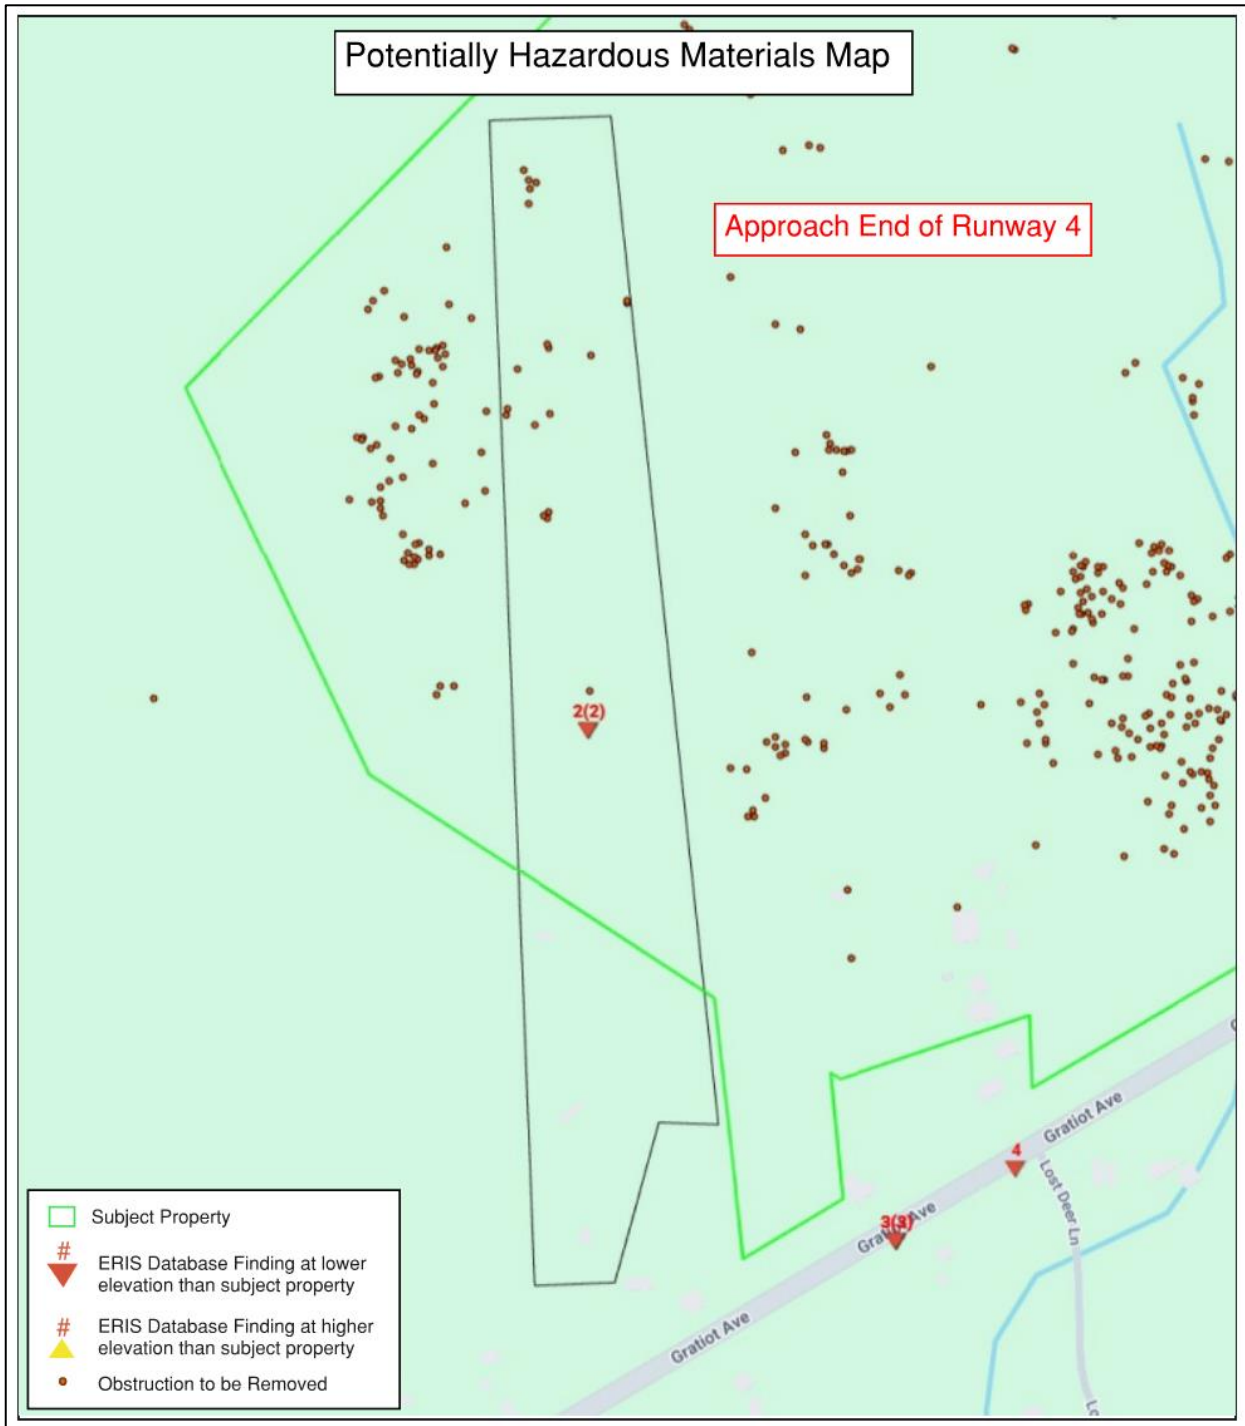 Potentially Hazardous Materials Map
Approach End of Runway 4
2(2)
4
3(3)
Gratiot Ave
Gratiot Ave
Gratiot Ave
Lost Deer Ln
Subject Property
#
ERIS Database Finding at lower
elevation than subject property
#
ERIS Database Finding at higher
elevation than subject property
Obstruction to be Removed